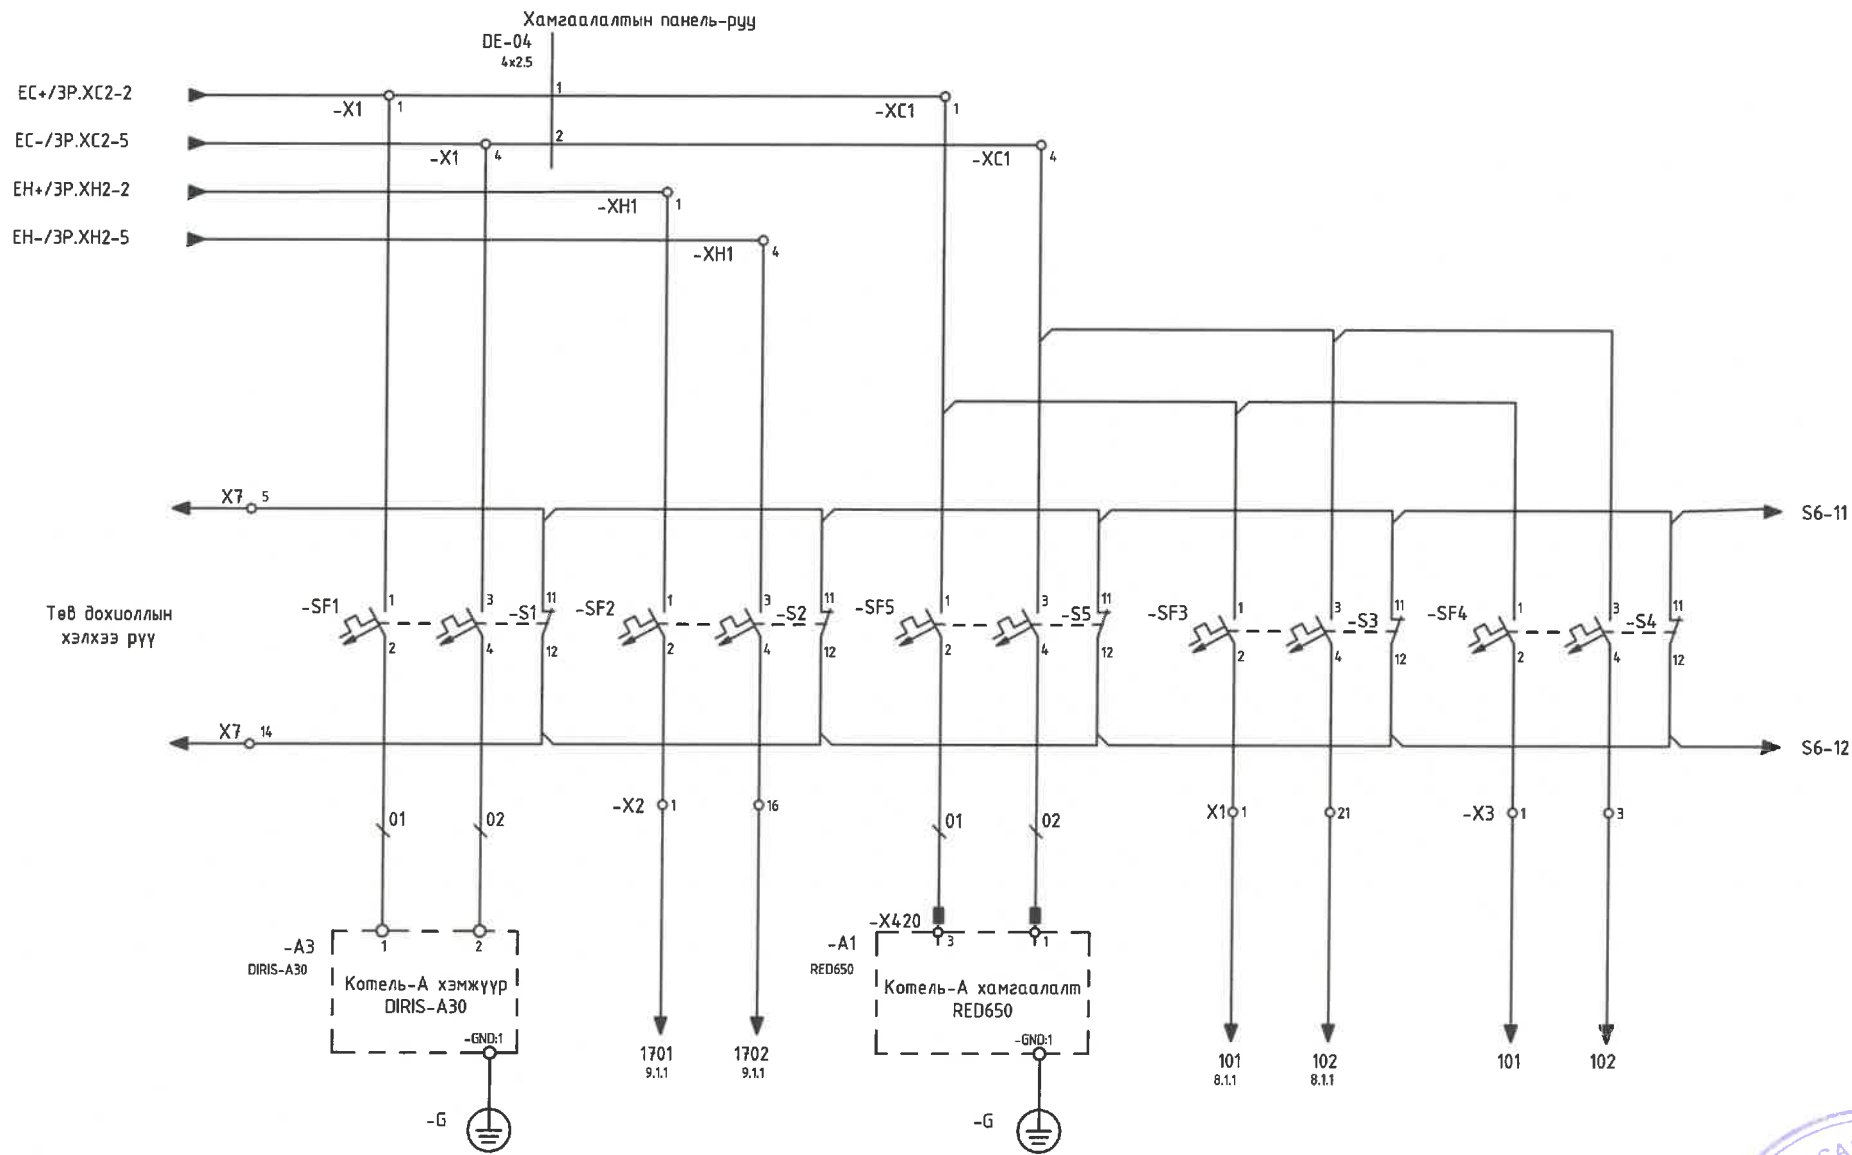 Хамгаалалтын панель-руу
DE-04
4x2.5
EC+/3P.XC2-2
-X1
1
1
-XC1
1
EC-/3P.XC2-5
-X1
4
2
-XC1
4
EH+/3P.XH2-2
-XH1
1
EH-/3P.XH2-5
-XH1
4
X7
5
S6-11
Төв дохиоллын
хэлхээ рүү
-SF1
1
2
3
4
-S1
11
12
-SF2
1
2
3
4
-S2
11
12
-SF5
1
2
3
4
-S5
11
12
-SF3
1
2
3
4
-S3
11
12
-SF4
1
2
3
4
-S4
11
12
X7
14
S6-12
01
02
-X2
1
16
01
02
X1
1
21
-X3
1
3
-A3
DIRIS-A30
1
2
Котель-А хэмжүүр
DIRIS-A30
-GND:1
-G
1701
9.1.1
1702
9.1.1
-X420
-A1
RED650
3
1
Котель-А хамгаалалт
RED650
-GND:1
-G
101
8.1.1
102
8.1.1
101
102